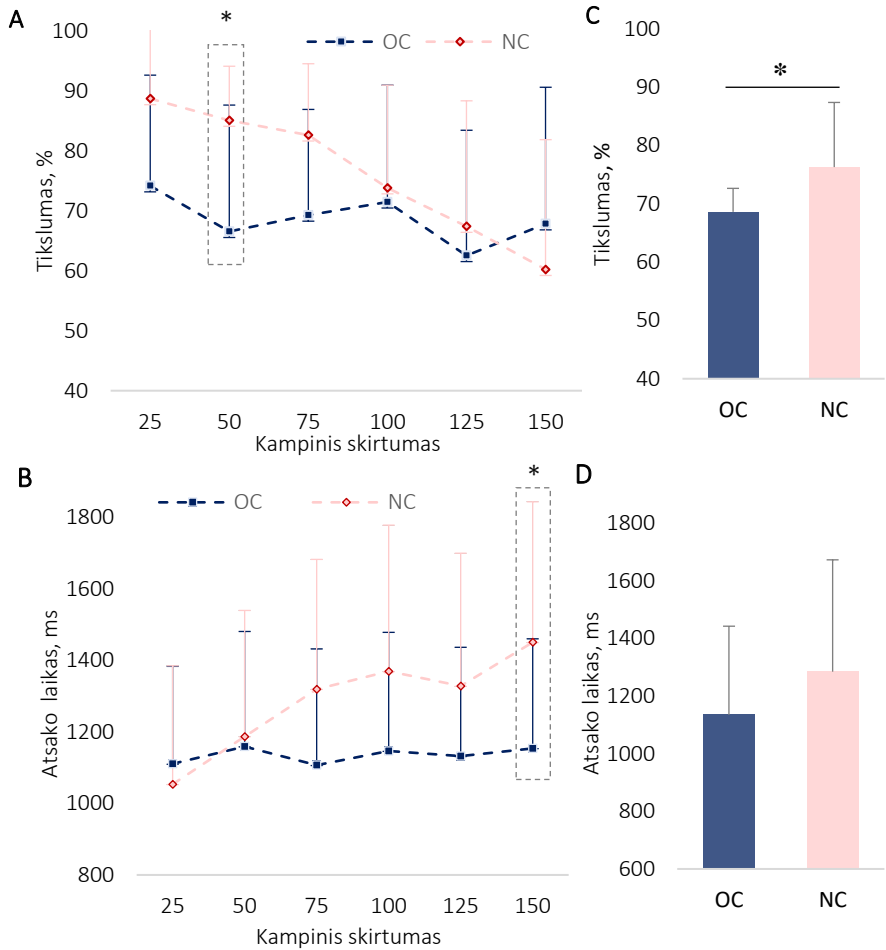 A
*
OC NC
100
90
80
70
60
50
40
Tikslumas, %
25 50 75 100 125 150
Kampinis skirtumas
C
100
90
80
70
60
50
40
Tikslumas, %
*
OC NC
B
*
OC NC
1800
1600
1400
1200
1000
800
Atsako laikas, ms
25 50 75 100 125 150
Kampinis skirtumas
D
1800
1600
1400
1200
1000
800
600
Atsako laikas, ms
OC NC